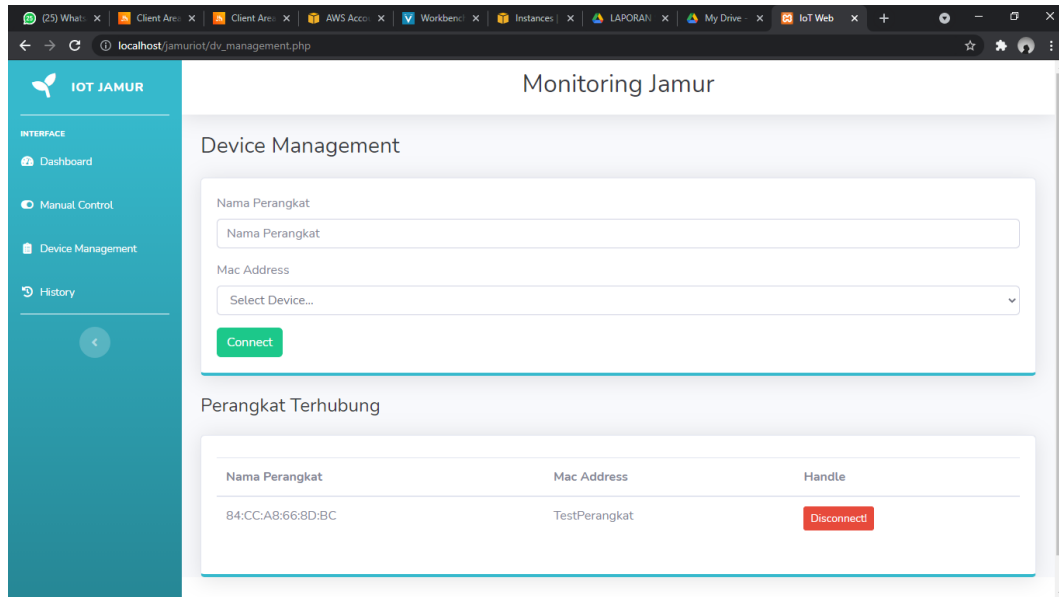 (25) Whats
Client Area
Client Area
AWS Acco
Workbench
Instances |
LAPORAN
My Drive -
IoT Web
localhost/jamuriot/dv_management.php
IOT JAMUR
Monitoring Jamur
INTERFACE
Dashboard
Manual Control
Device Management
History
Device Management
Nama Perangkat
Nama Perangkat
Mac Address
Select Device...
Connect
Perangkat Terhubung
Nama Perangkat Mac Address Handle
84:CC:A8:66:8D:BC TestPerangkat Disconnect!